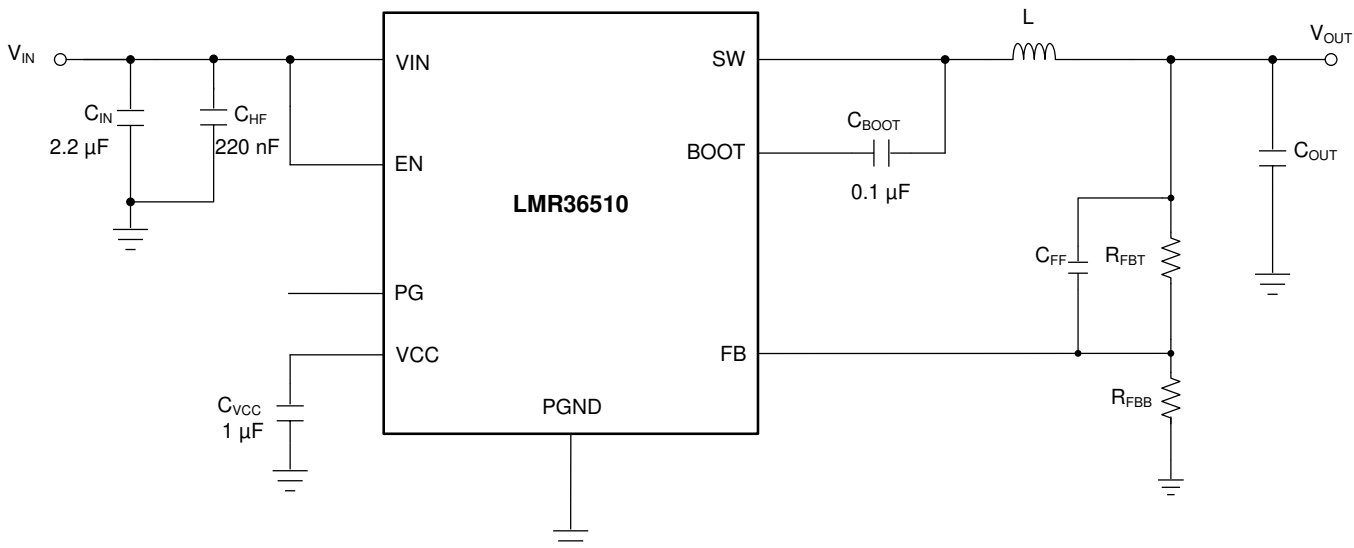 L
V_OUT
V_IN
VIN
SW
C_IN
2.2 µF
C_HF
220 nF
C_BOOT
BOOT
0.1 µF
EN
C_OUT
LMR36510
C_FF
R_FBT
PG
VCC
FB
C_VCC
1 µF
PGND
R_FBB